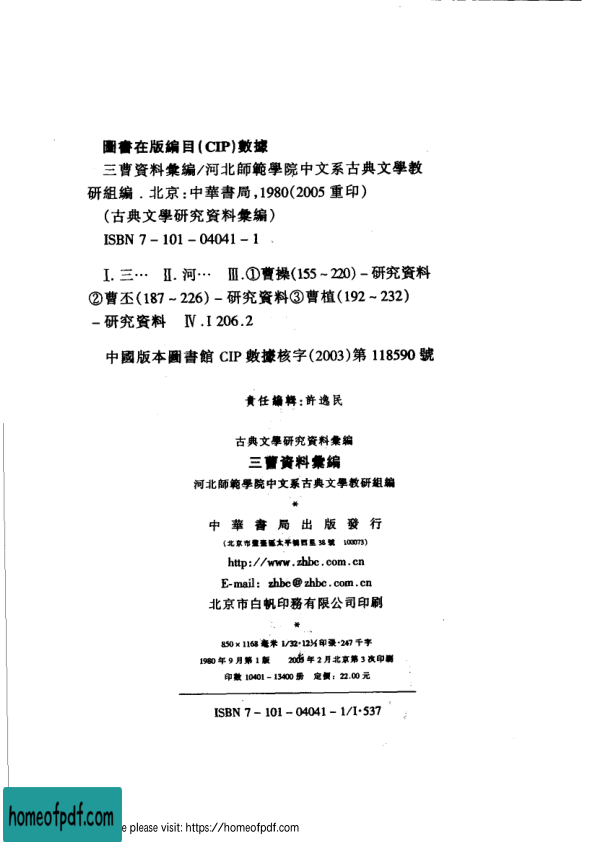 圖書在版編目(CIP)數據
三曹資料彙編/河北師範學院中文系古典文學教
研組編．北京:中華書局,1980(2005 重印)
(古典文學研究資料彙編)
ISBN 7-101-04041-1
Ⅰ.三… Ⅱ.河… Ⅲ.①曹操(155~220)-研究資料
②曹丕(187~226)-研究資料③曹植(192~232)
-研究資料 Ⅳ.I 206.2
中國版本圖書館 CIP 數據核字(2003)第 118590 號
責任編輯:許逸民
古典文學研究資料彙編
三曹資料彙編
河北師範學院中文系古典文學教研組編
*
中華書局出版發行
(北京市豐臺區太平橋西里 38 號 100073)
http://www.zhbc.com.cn
E-mail: zhbc@zhbc.com.cn
北京市白帆印務有限公司印刷
*
850×1168 毫米 1/32·12½印張·247 千字
1980 年 9 月第 1 版 2005 年 2 月北京第 3 次印刷
印數 10401-13400 册 定價: 22.00 元
ISBN 7-101-04041-1/I·537
homeofpdf.com
e please visit: https://homeofpdf.com